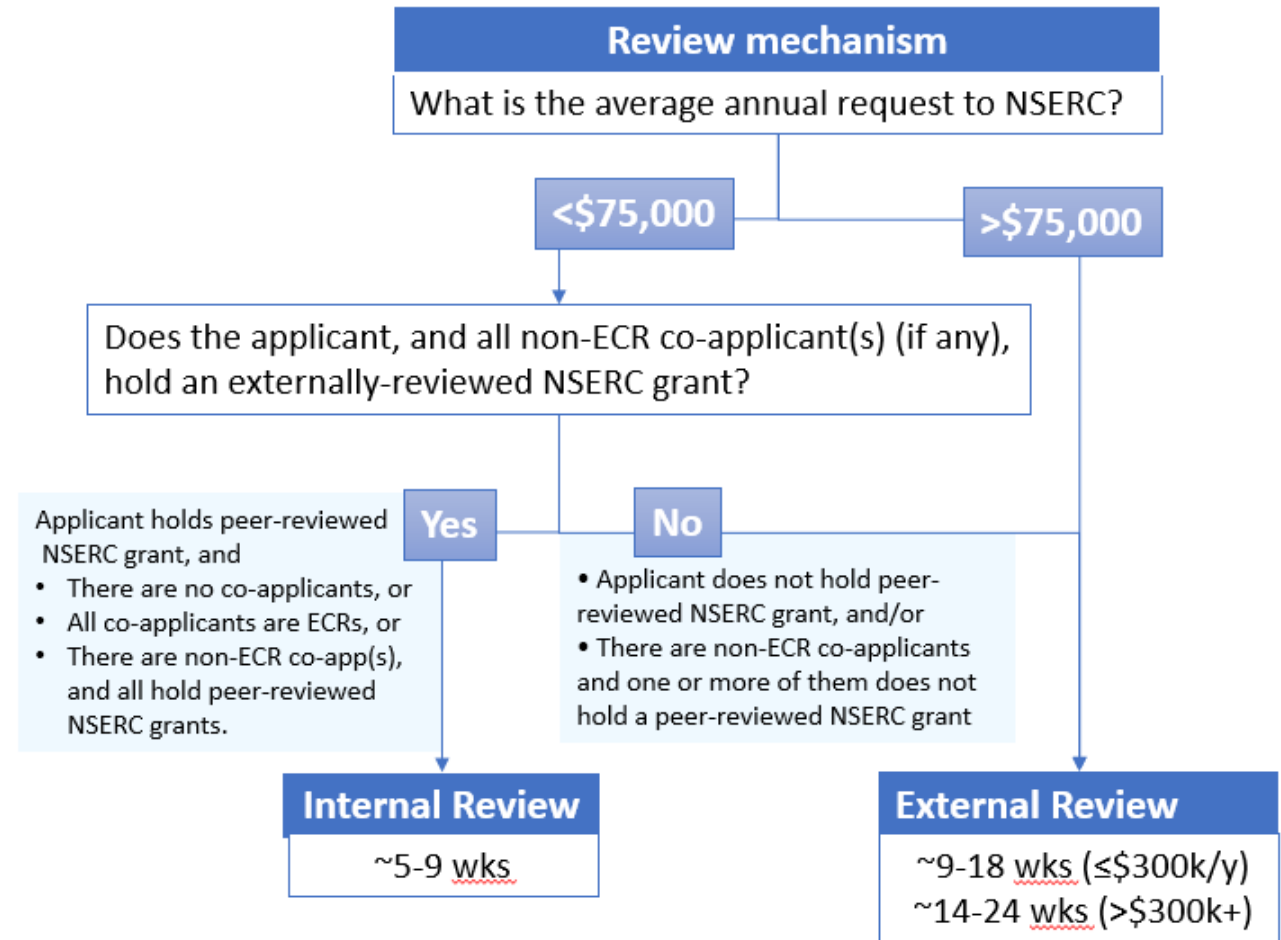 Review mechanism
What is the average annual request to NSERC?
<$75,000
>$75,000
Does the applicant, and all non-ECR co-applicant(s) (if any),
hold an externally-reviewed NSERC grant?
Yes
No
Applicant holds peer-reviewed
NSERC grant, and
• There are no co-applicants, or
• All co-applicants are ECRs, or
• There are non-ECR co-app(s),
and all hold peer-reviewed
NSERC grants.
• Applicant does not hold peer-
reviewed NSERC grant, and/or
• There are non-ECR co-applicants
and one or more of them does not
hold a peer-reviewed NSERC grant
Internal Review
~5-9 wks
External Review
~9-18 wks (≤$300k/y)
~14-24 wks (>$300k+)